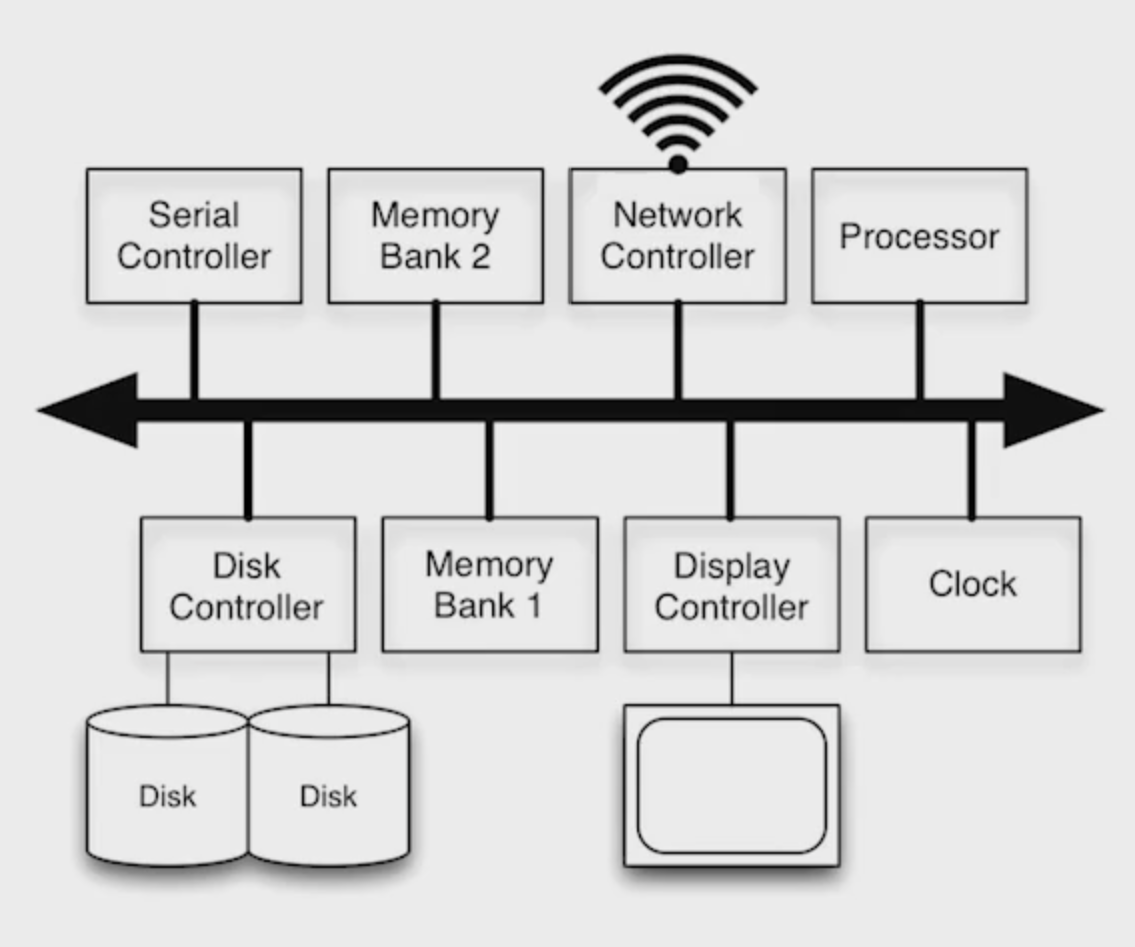 Serial
Controller
Memory
Bank 2
Network
Controller
Processor
Disk
Controller
Memory
Bank 1
Display
Controller
Clock
Disk
Disk